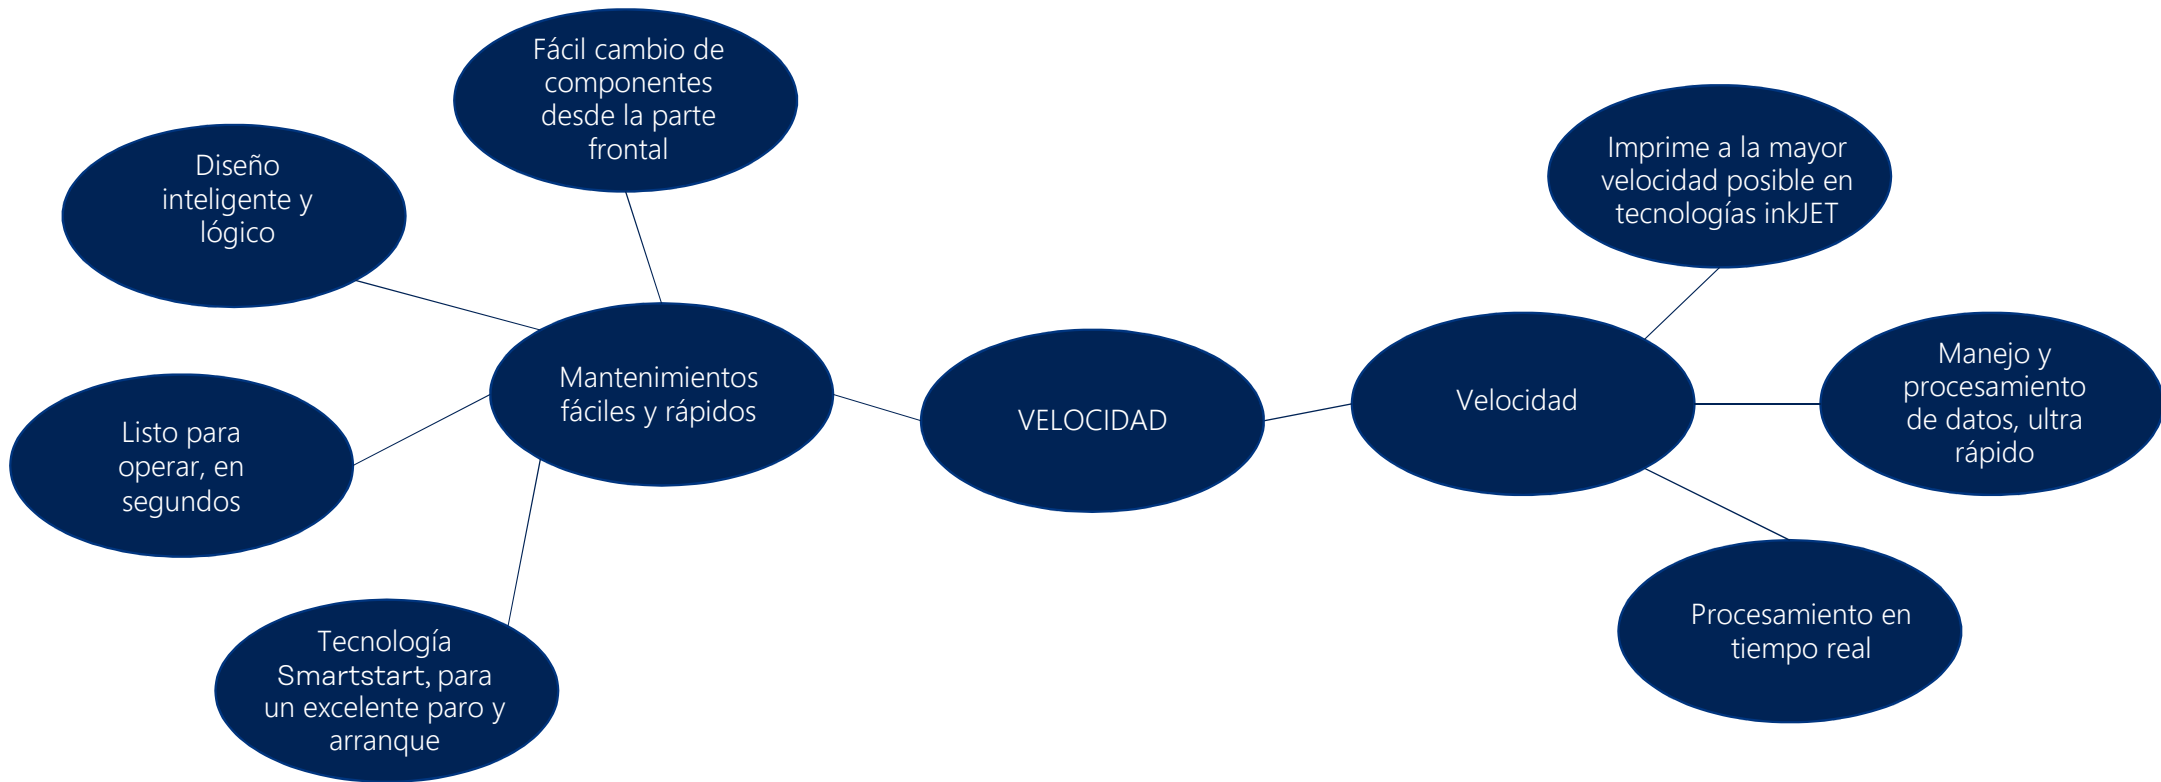 Fácil cambio de
componentes
desde la parte
frontal
Diseño
inteligente y
lógico
Listo para
operar, en
segundos
Tecnología
Smartstart, para
un excelente paro y
arranque
Mantenimientos
fáciles y rápidos
VELOCIDAD
Velocidad
Imprime a la mayor
velocidad posible en
tecnologías inkJET
Manejo y
procesamiento
de datos, ultra
rápido
Procesamiento en
tiempo real